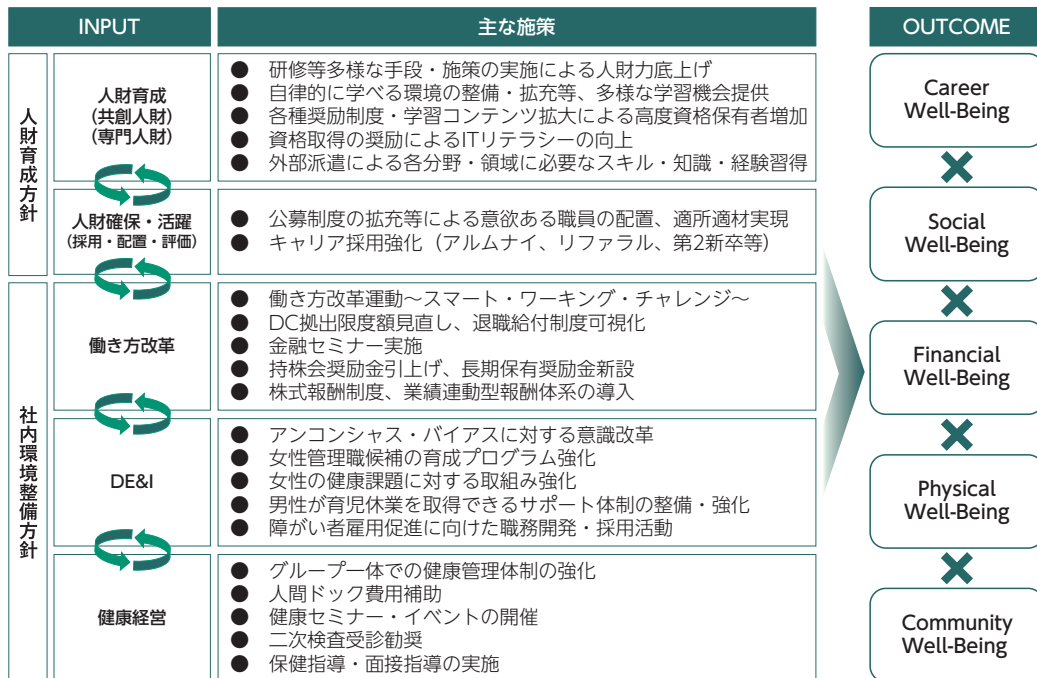 INPUT
主な施策
OUTCOME
人財育成方針
人財育成
(共創人財)
(専門人財)
● 研修等多様な手段・施策の実施による人財力底上げ
● 自律的に学べる環境の整備・拡充等、多様な学習機会提供
● 各種奨励制度・学習コンテンツ拡大による高度資格保有者増加
● 資格取得の奨励によるITリテラシーの向上
● 外部派遣による各分野・領域に必要なスキル・知識・経験習得
人財確保・活躍
(採用・配置・評価)
● 公募制度の拡充等による意欲ある職員の配置、適所適材実現
● キャリア採用強化（アルムナイ、リファラル、第2新卒等）
社内環境整備方針
働き方改革
● 働き方改革運動～スマート・ワーキング・チャレンジ～
● DC拠出限度額見直し、退職給付制度可視化
● 金融セミナー実施
● 持株会奨励金引上げ、長期保有奨励金新設
● 株式報酬制度、業績連動型報酬体系の導入
DE&I
● アンコンシャス・バイアスに対する意識改革
● 女性管理職候補の育成プログラム強化
● 女性の健康課題に対する取組み強化
● 男性が育児休業を取得できるサポート体制の整備・強化
● 障がい者雇用促進に向けた職務開発・採用活動
健康経営
● グループ一体での健康管理体制の強化
● 人間ドック費用補助
● 健康セミナー・イベントの開催
● 二次検査受診勧奨
● 保健指導・面接指導の実施
Career
Well-Being
Social
Well-Being
Financial
Well-Being
Physical
Well-Being
Community
Well-Being